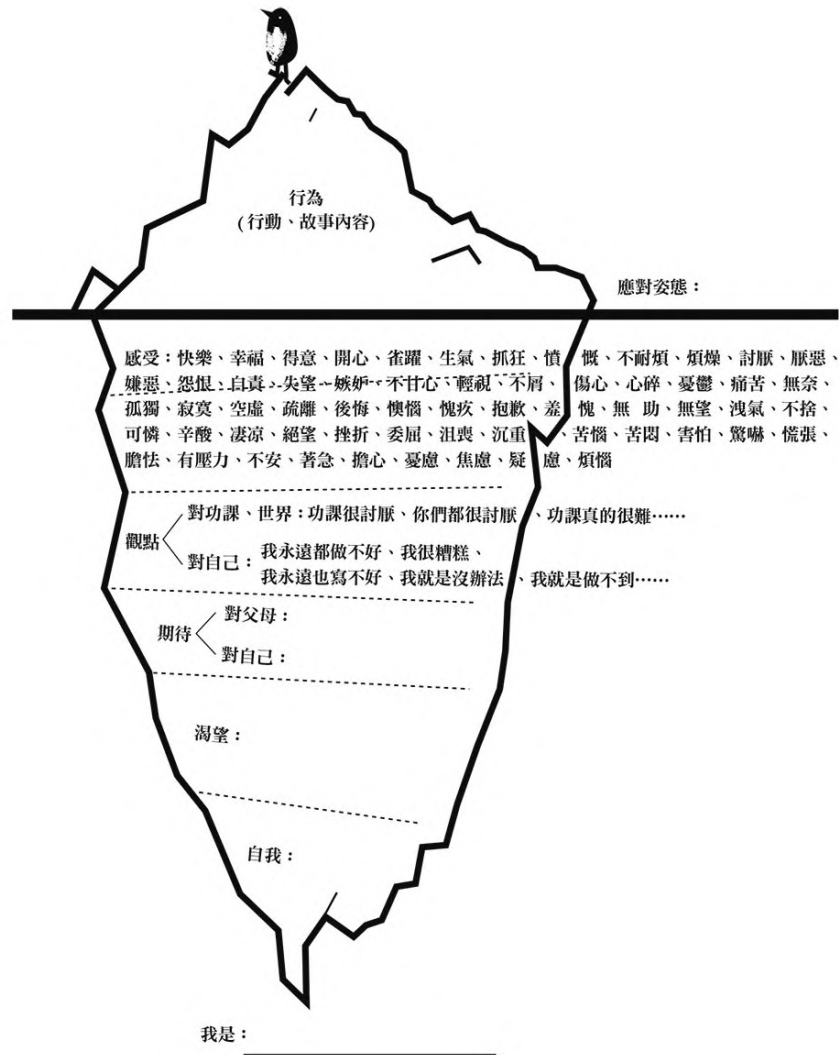 行為
(行動、故事內容)
應對姿態：
感受：快樂、幸福、得意、開心、雀躍、生氣、抓狂、憤慨、不耐煩、煩燥、討厭、厭惡、
嫌惡、怨恨、自責、失望、嫉妒、不甘心、輕視、不屑、傷心、心碎、憂鬱、痛苦、無奈、
孤獨、寂寞、空虛、疏離、後悔、懊惱、愧疚、抱歉、羞愧、無助、無望、洩氣、不捨、
可憐、辛酸、凄涼、絕望、挫折、委屈、沮喪、沉重、苦惱、苦悶、害怕、驚嚇、慌張、
膽怯、有壓力、不安、著急、擔心、憂慮、焦慮、疑慮、煩惱
觀點
對功課、世界：功課很討厭、你們都很討厭、功課真的很難……
對自己：我永遠都做不好、我很糟糕、
我永遠也寫不好、我就是沒辦法、我就是做不到……
期待
對父母：
對自己：
渴望：
自我：
我是：